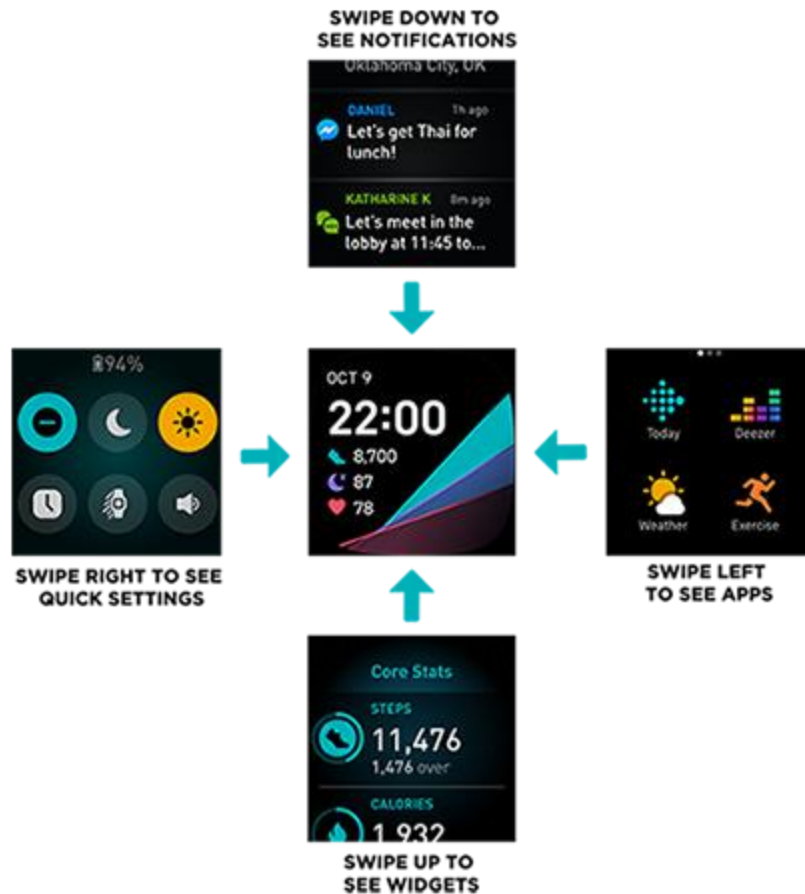 SWIPE DOWN TO
SEE NOTIFICATIONS
Oklahoma City, OK
DANIEL 1h ago
Let's get Thai for
lunch!
KATHARINE K 8m ago
Let's meet in the
lobby at 11:45 to...
94%
SWIPE RIGHT TO SEE
QUICK SETTINGS
OCT 9
22:00
8,700
87
78
Today Deezer
Weather Exercise
SWIPE LEFT
TO SEE APPS
Core Stats
STEPS
11,476
1,476 over
CALORIES
1,932
SWIPE UP TO
SEE WIDGETS